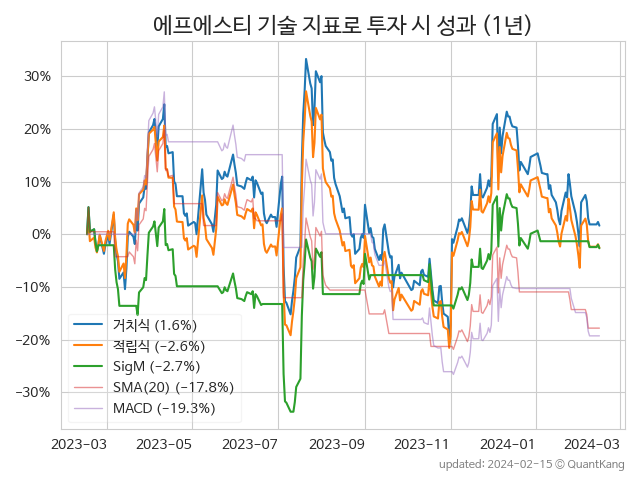 에프에스티 기술 지표로 투자 시 성과 (1년)
30%
20%
10%
0%
−10%
−20%
−30%
거치식 (1.6%)
적립식 (−2.6%)
SigM (−2.7%)
SMA(20) (−17.8%)
MACD (−19.3%)
2023-03
2023-05
2023-07
2023-09
2023-11
2024-01
2024-03
updated: 2024-02-15 © QuantKang